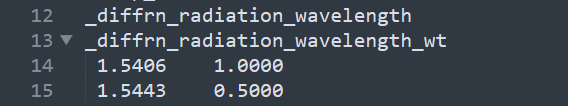 12 _diffrn_radiation_wavelength
13 _diffrn_radiation_wavelength_wt
14 1.5406 1.0000
15 1.5443 0.5000